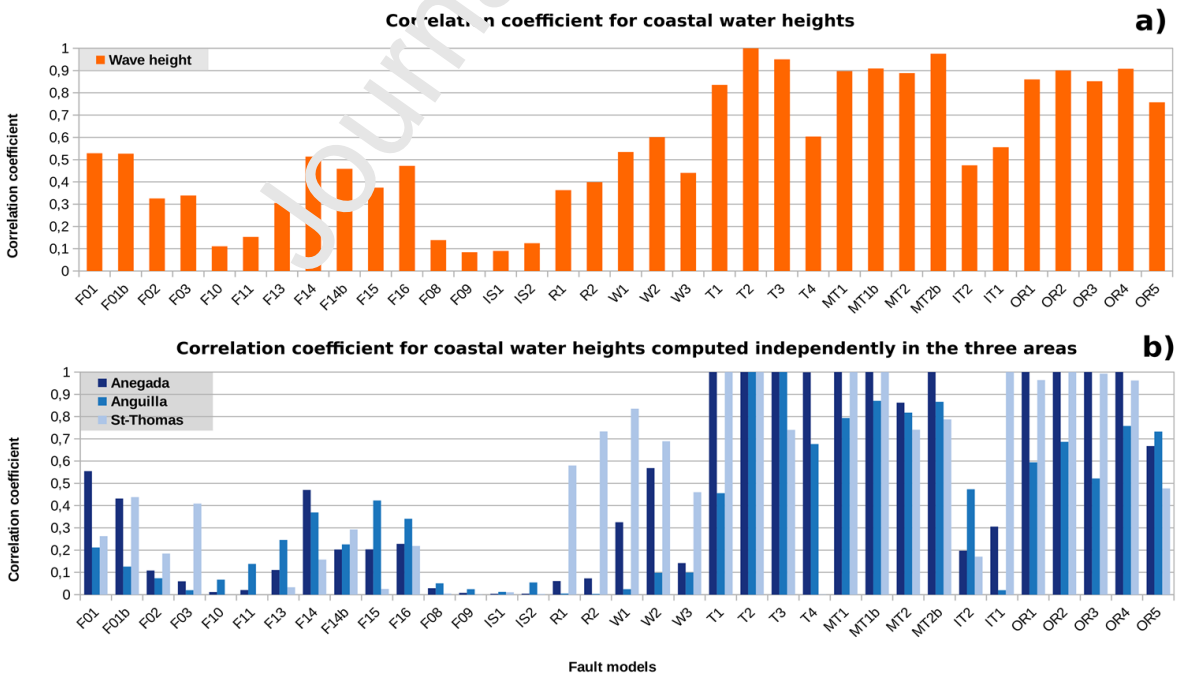 Correlation coefficient for coastal water heights
a)
Journa
Wave height
Correlation coefficient
1
0,9
0,8
0,7
0,6
0,5
0,4
0,3
0,2
0,1
0
F01 F01b F02 F03 F10 F11 F13 F14 F14b F15 F16 F08 F09 IS1 IS2 R1 R2 W1 W2 W3 T1 T2 T3 T4 MT1 MT1b MT2 MT2b IT2 IT1 OR1 OR2 OR3 OR4 OR5
Correlation coefficient for coastal water heights computed independently in the three areas
b)
Anegada
Anguilla
St-Thomas
Correlation coefficient
1
0,9
0,8
0,7
0,6
0,5
0,4
0,3
0,2
0,1
0
F01 F01b F02 F03 F10 F11 F13 F14 F14b F15 F16 F08 F09 IS1 IS2 R1 R2 W1 W2 W3 T1 T2 T3 T4 MT1 MT1b MT2 MT2b IT2 IT1 OR1 OR2 OR3 OR4 OR5
Fault models